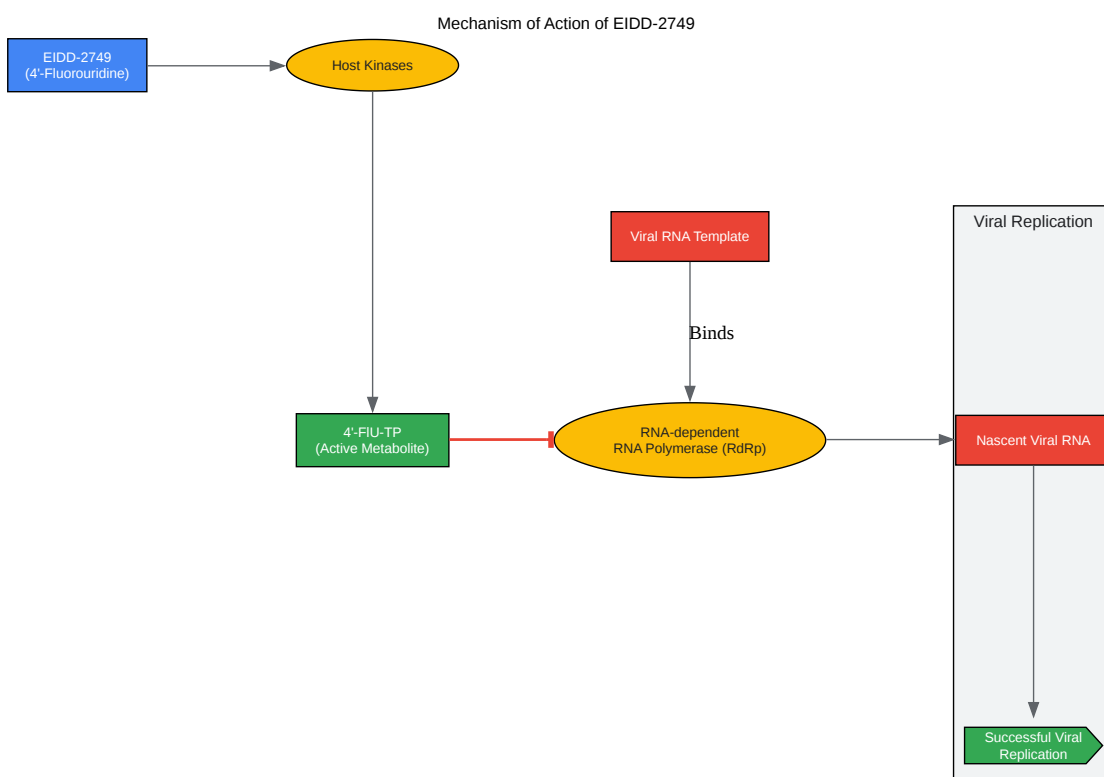 Mechanism of Action of EIDD-2749
EIDD-2749
(4'-Fluorouridine)
Host Kinases
Viral RNA Template
Viral Replication
Binds
4'-FlU-TP
(Active Metabolite)
RNA-dependent
RNA Polymerase (RdRp)
Nascent Viral RNA
Successful Viral
Replication